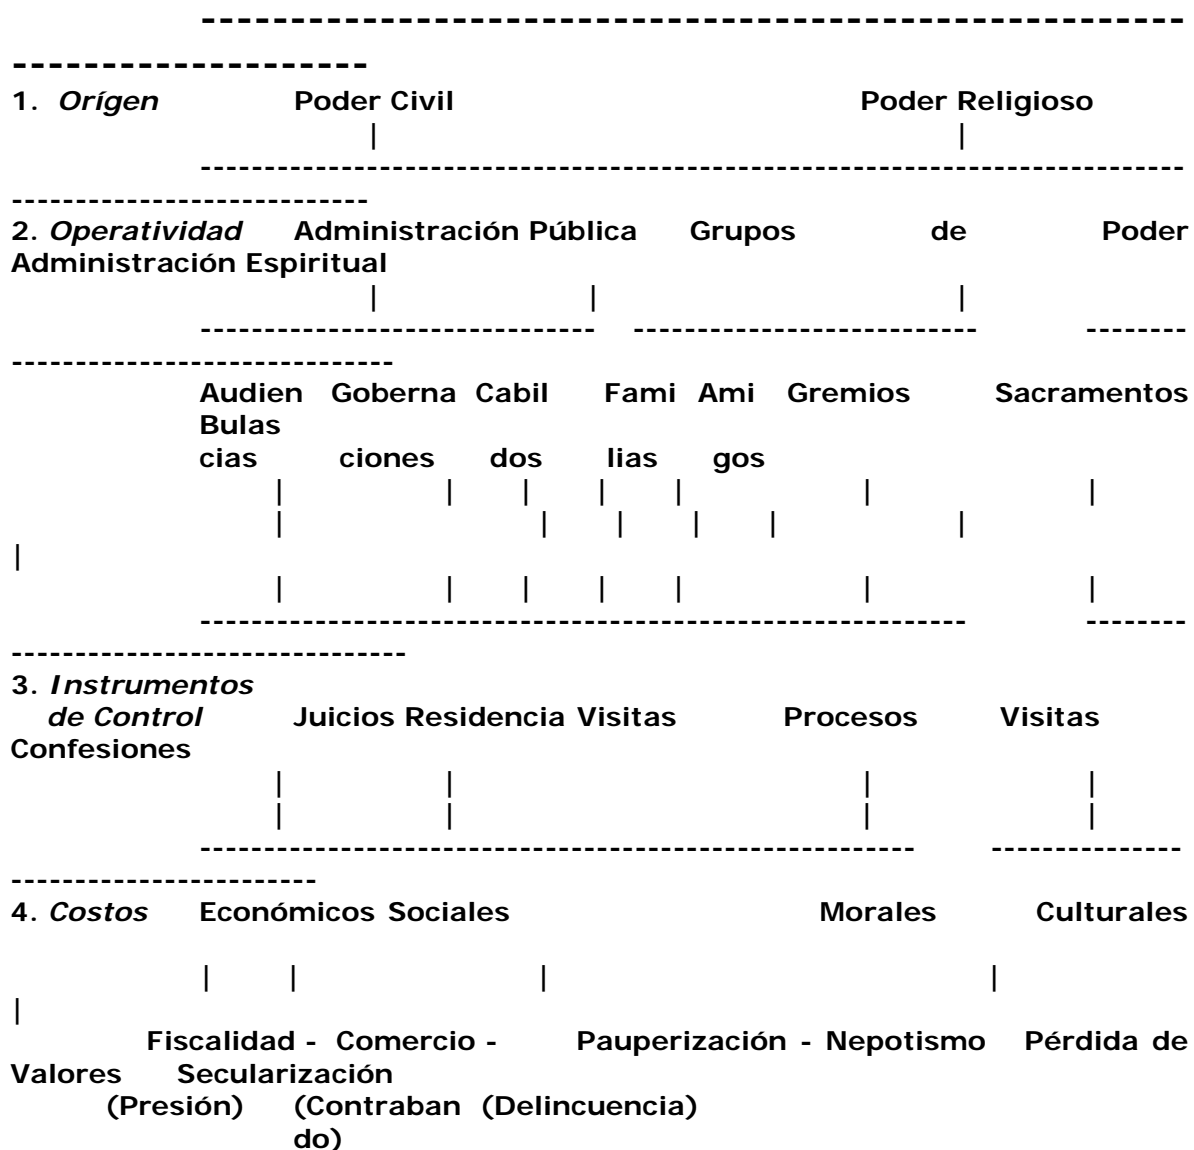 1. Orígen Poder Civil Poder Religioso
2. Operatividad Administración Pública Grupos de Poder
Administración Espiritual
Audien Goberna Cabil Fami Ami Gremios Sacramentos
Bulas
cias ciones dos lias gos
3. Instrumentos
de Control Juicios Residencia Visitas Procesos Visitas
Confesiones
4. Costos Económicos Sociales Morales Culturales
Fiscalidad - Comercio - Pauperización - Nepotismo Pérdida de
Valores Secularización
(Presión) (Contraban (Delincuencia)
do)